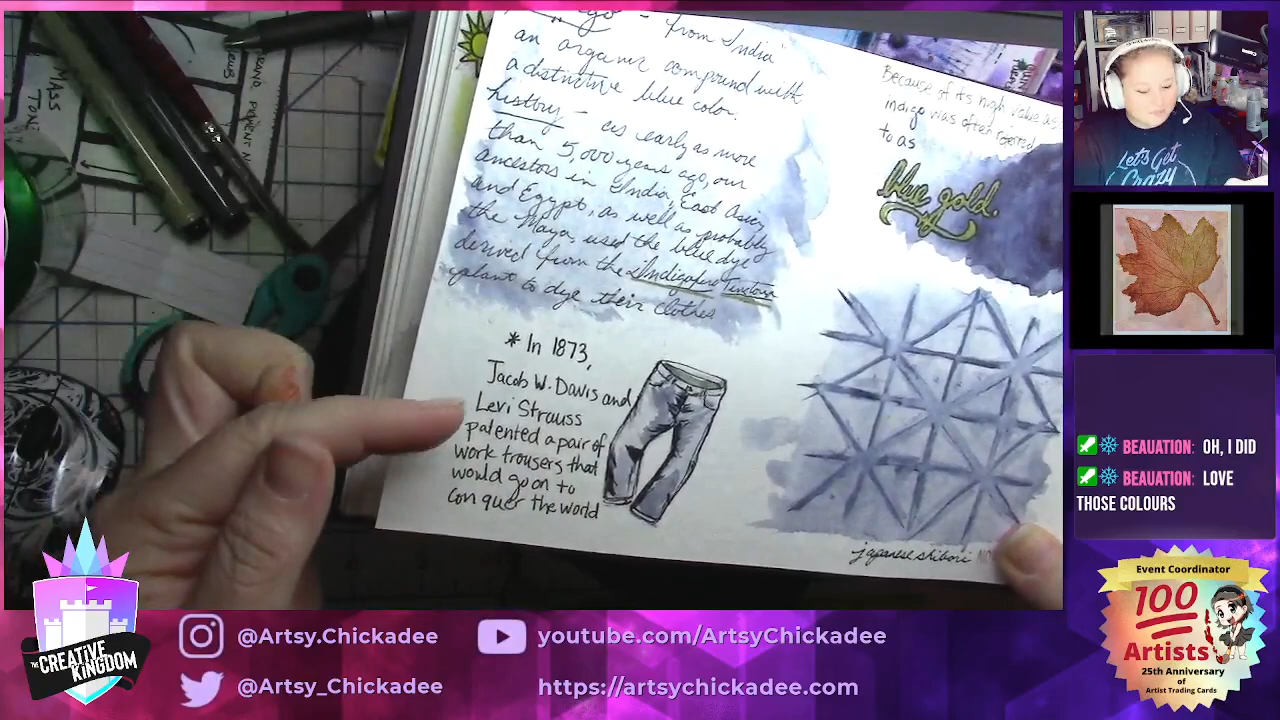 from India
an organic compound with
a distinctive blue color.
history – as early as more
than 5,000 years ago, our
ancestors in India, East Asia,
and Egypt, as well as probably
the Maya, used the blue dye
derived from the Indigofera Tinctoria
plant to dye their clothes
* In 1873,
Jacob W. Davis and
Levi Strauss
patented a pair of
work trousers that
would go on to
conquer the world
Because of its high value as
indigo was often referred
to as
blue gold.
japanese shibori
MASS
TONE
LET'S GET
CRAZY
BEAUATION: OH, I DID
BEAUATION: LOVE
THOSE COLOURS
Event Coordinator
100
Artists
25th Anniversary
of
Artist Trading Cards
THE CREATIVE
KINGDOM
@Artsy.Chickadee
youtube.com/ArtsyChickadee
@Artsy_Chickadee
https://artsychickadee.com